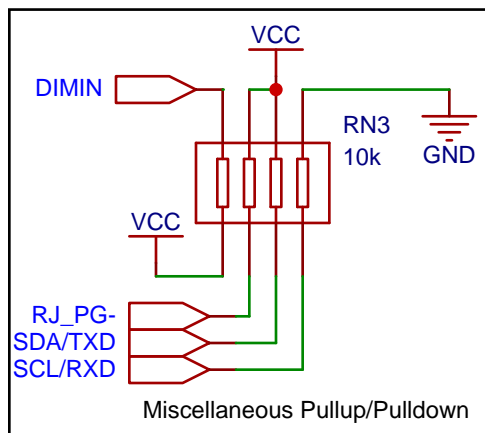 VCC
DIMIN
RN3
10k
GND
VCC
RJ_PG-
SDA/TXD
SCL/RXD
Miscellaneous Pullup/Pulldown